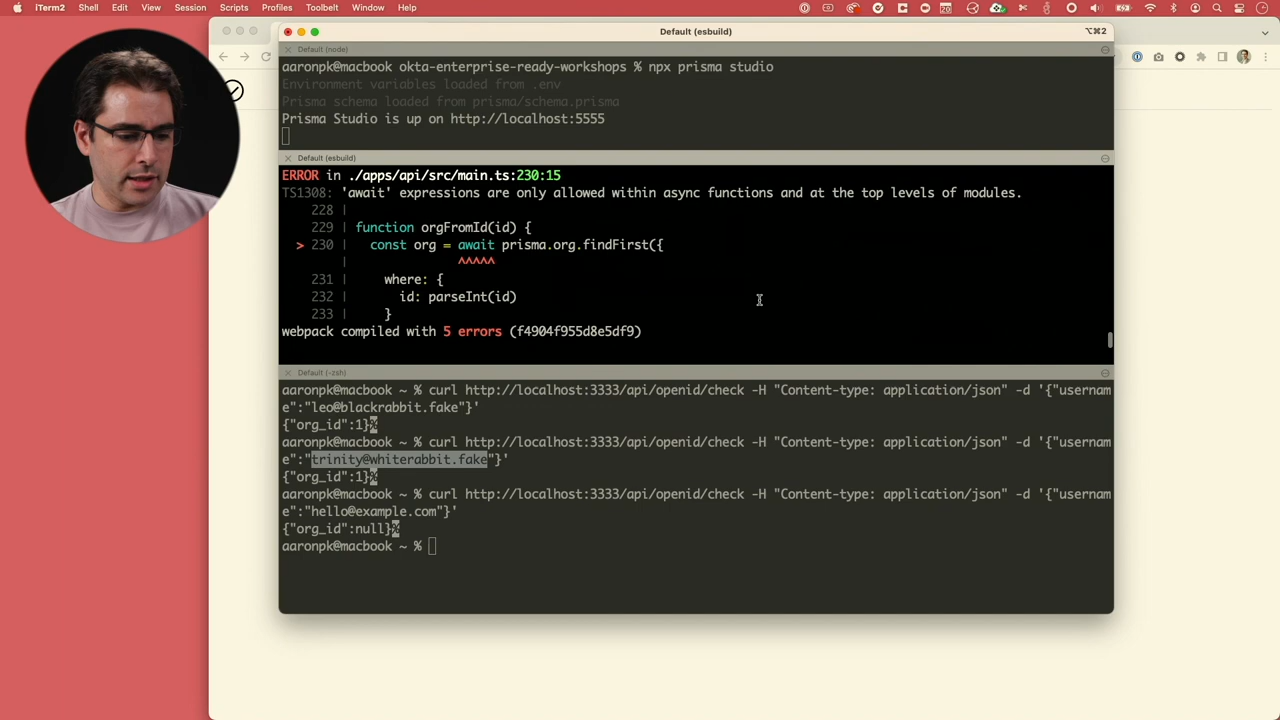 iTerm2 Shell Edit View Session Scripts Profiles Toolbelt Window Help
20
Default (esbuild)
⌥⌘2
Default (node)
aaronpk@macbook okta-enterprise-ready-workshops % npx prisma studio
Environment variables loaded from .env
Prisma schema loaded from prisma/schema.prisma
Prisma Studio is up on http://localhost:5555
Default (esbuild)
ERROR in ./apps/api/src/main.ts:230:15
TS1308: 'await' expressions are only allowed within async functions and at the top levels of modules.
228 |
229 | function orgFromId(id) {
> 230 | const org = await prisma.org.findFirst({
| ^^^^^
231 | where: {
232 | id: parseInt(id)
233 | }
webpack compiled with 5 errors (f4904f955d8e5df9)
Default (-zsh)
aaronpk@macbook ~ % curl http://localhost:3333/api/openid/check -H "Content-type: application/json" -d '{"usernam
e":"leo@blackrabbit.fake"}'
{"org_id":1}%
aaronpk@macbook ~ % curl http://localhost:3333/api/openid/check -H "Content-type: application/json" -d '{"usernam
e":"trinity@whiterabbit.fake"}'
{"org_id":1}%
aaronpk@macbook ~ % curl http://localhost:3333/api/openid/check -H "Content-type: application/json" -d '{"usernam
e":"hello@example.com"}'
{"org_id":null}%
aaronpk@macbook ~ %